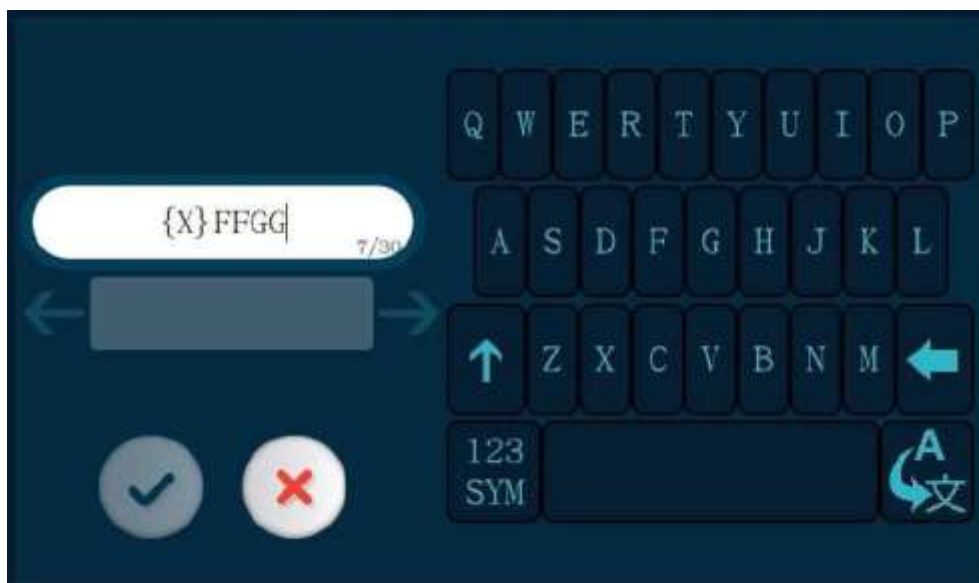 {X}FFGG
7/30
Q W E R T Y U I O P
A S D F G H J K L
Z X C V B N M
123
SYM
A
文